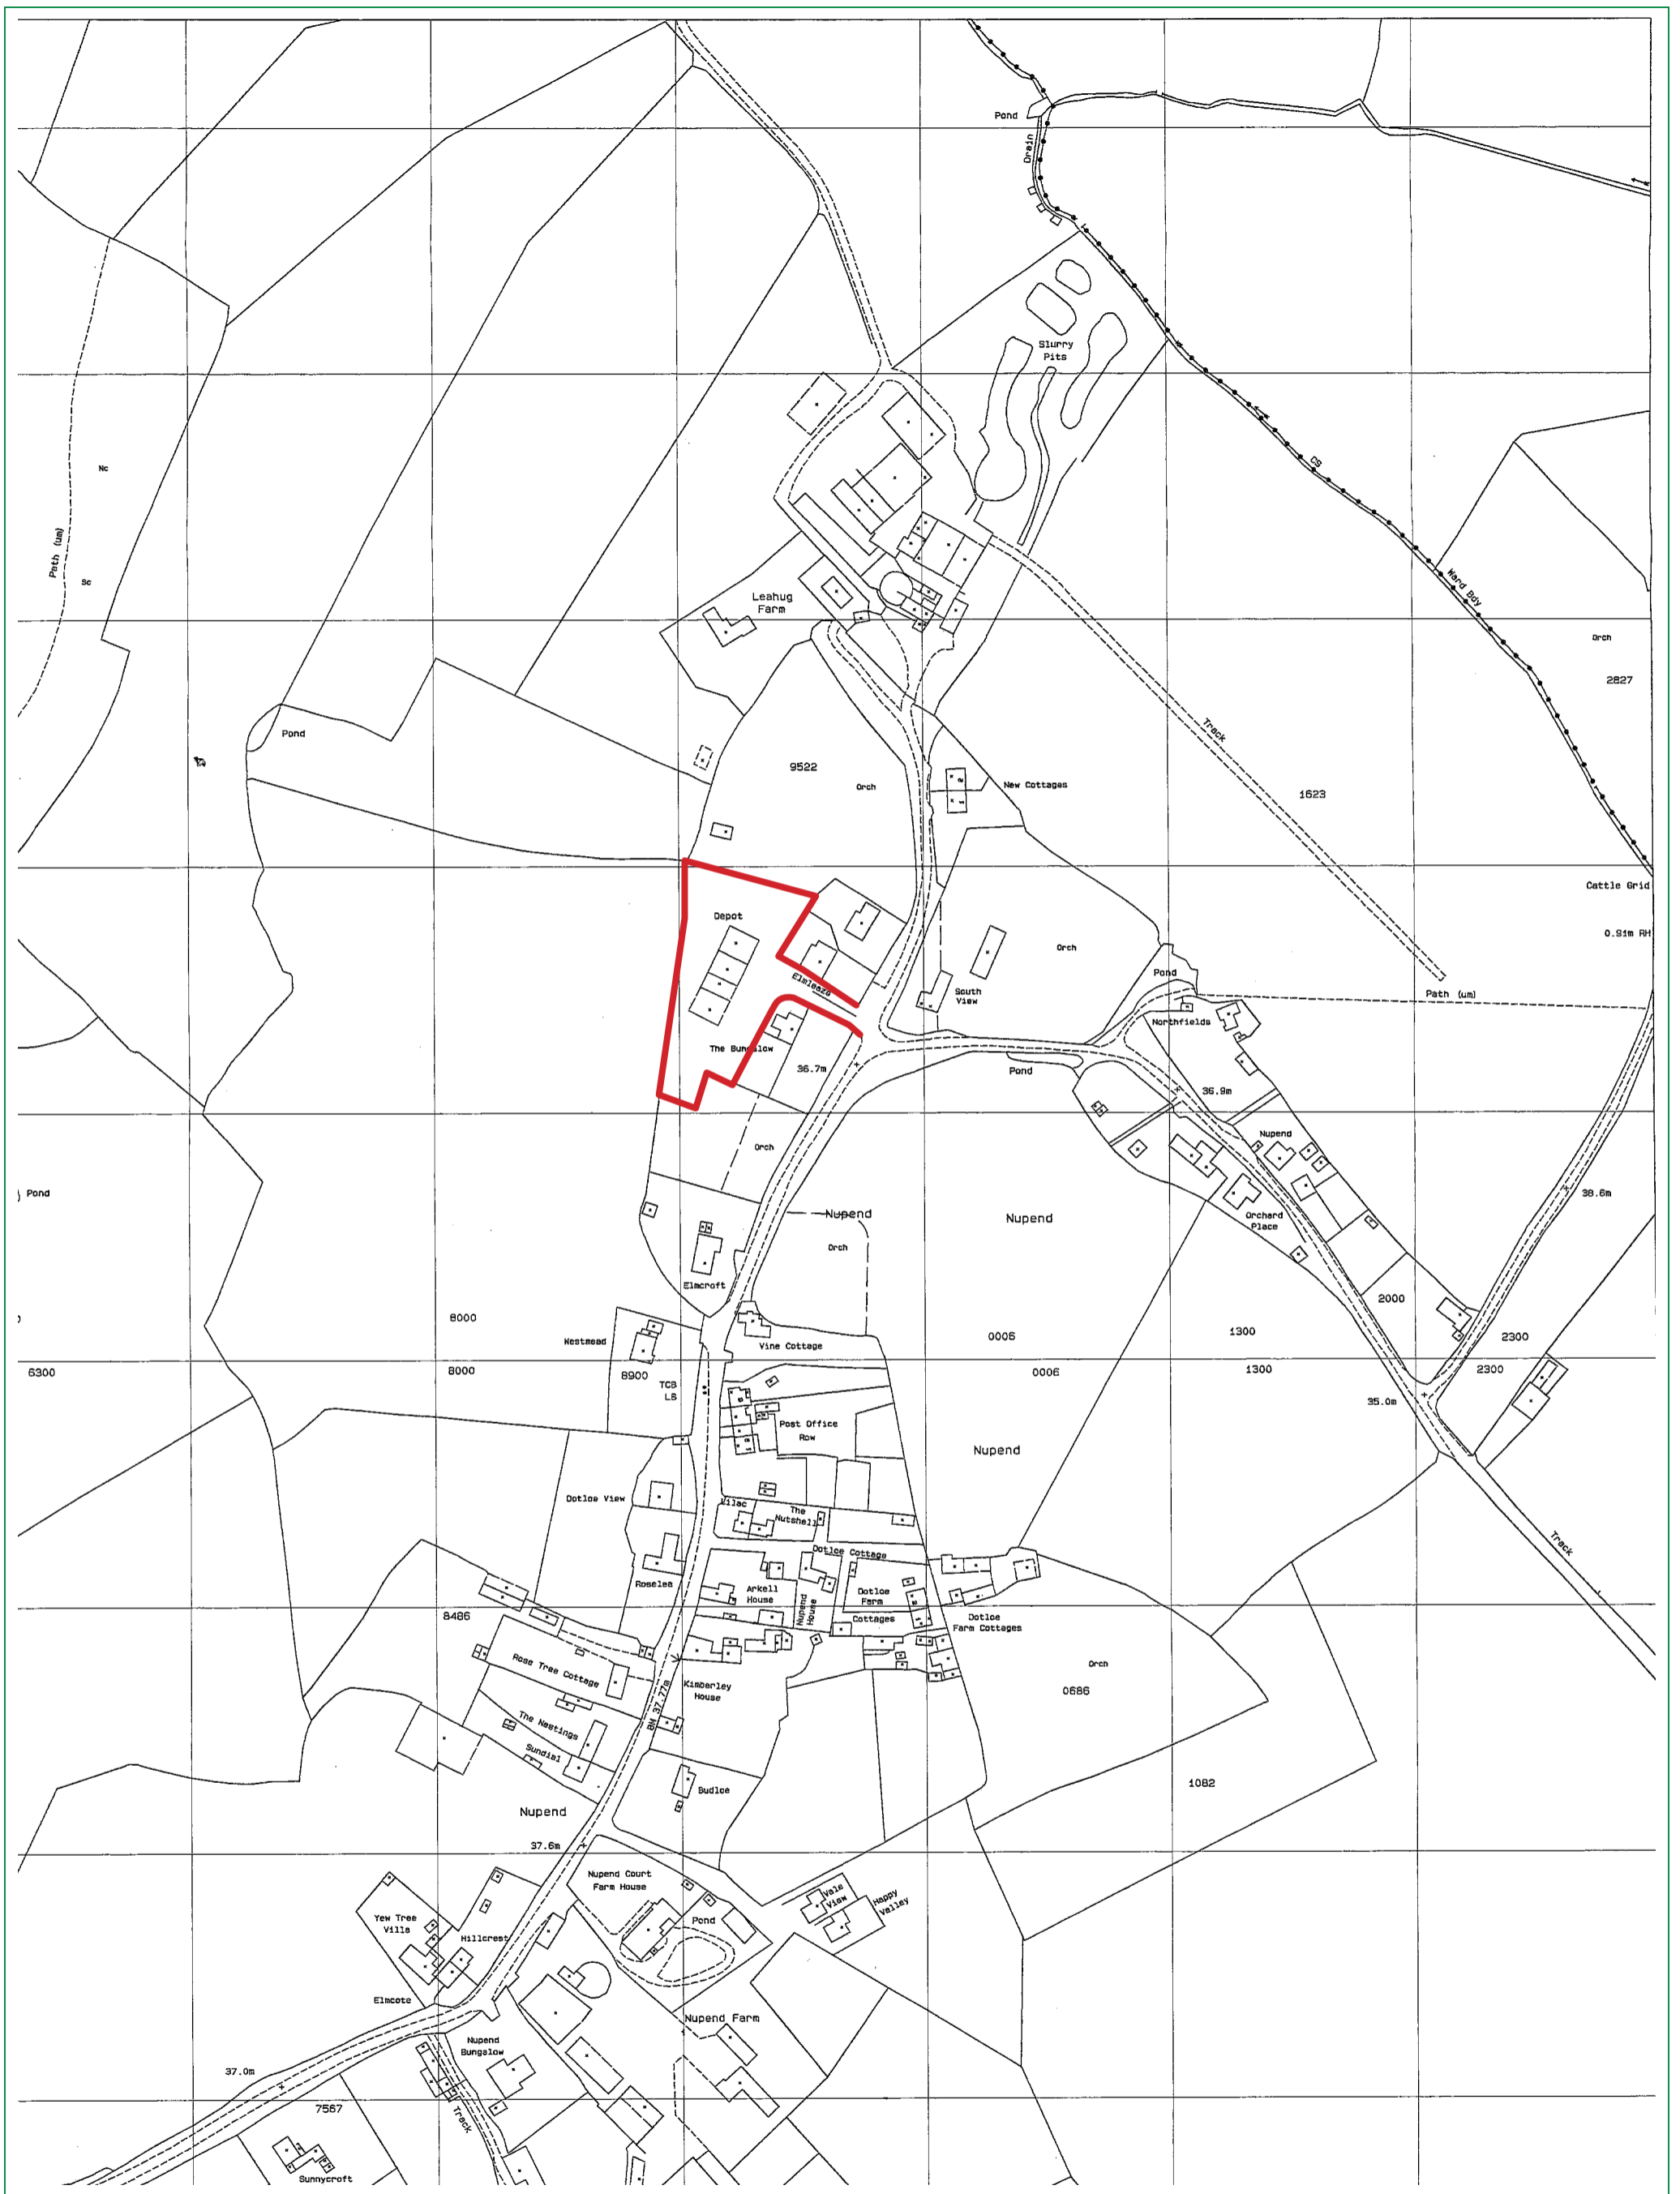 Pond
Drain
Slurry
Pits
Nc
CS
Path (um)
Sc
Ward Bdy
Leahug
Farm
Orch
2827
Track
Pond
9522
Orch
New Cottages
1623
Cattle Grid
Depot
0.91m RH
Orch
Elmleaze
Pond
South
View
Path (um)
Northfields
The Bungalow
36.7m
Pond
36.9m
Nupend
Orch
Pond
38.6m
Nupend
Nupend
Orchard
Place
Orch
Elmcroft
2000
8000
Westmead
Vine Cottage
0005
1300
2300
6300
8000
8900
0006
1300
2300
TCB
LB
35.0m
Post Office
Row
Nupend
Dotloe View
Lilac
The
Nutshell
Track
Dotloe Cottage
Roselea
Arkell
House
Nupend
House
Dotloe
Farm
Cottages
8486
Dotloe
Farm Cottages
Rose Tree Cottage
Orch
Kimberley
House
0686
BM 37.77m
The Nastings
Sundial
Budloe
1082
Nupend
37.6m
Nupend Court
Farm House
Vale
View
Happy
Valley
Yew Tree
Villa
Pond
Hillcrest
Elmcote
Nupend Farm
Nupend
Bungalow
37.0m
7567
Track
Sunnycroft